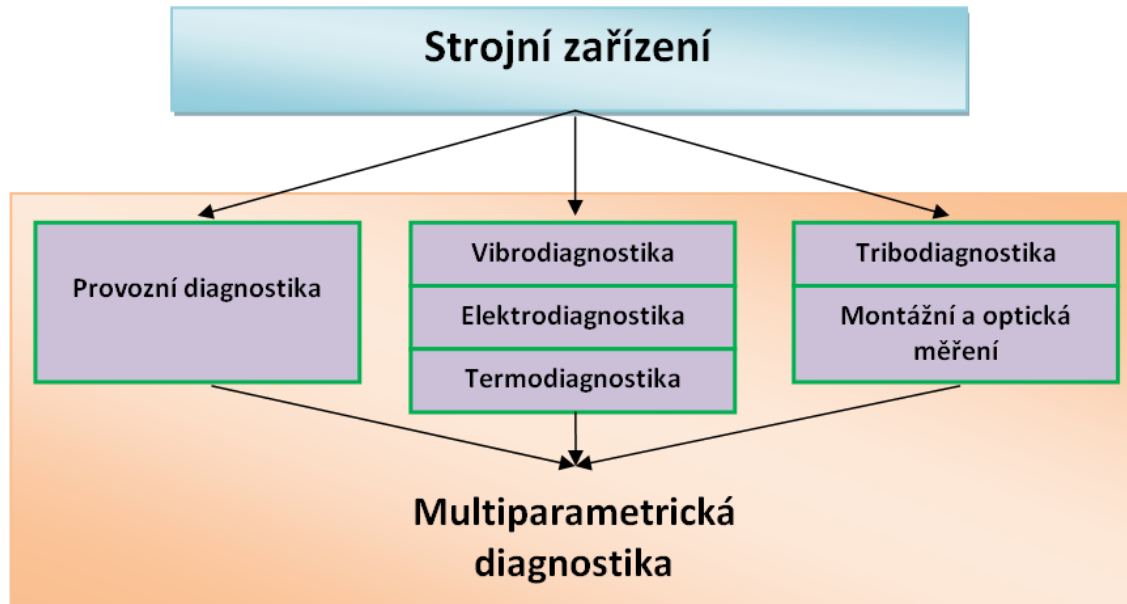 Strojní zařízení
Provozní diagnostika
Vibrodiagnostika
Elektrodiagnostika
Termodiagnostika
Tribodiagnostika
Montážní a optická
měření
Multiparametrická
diagnostika